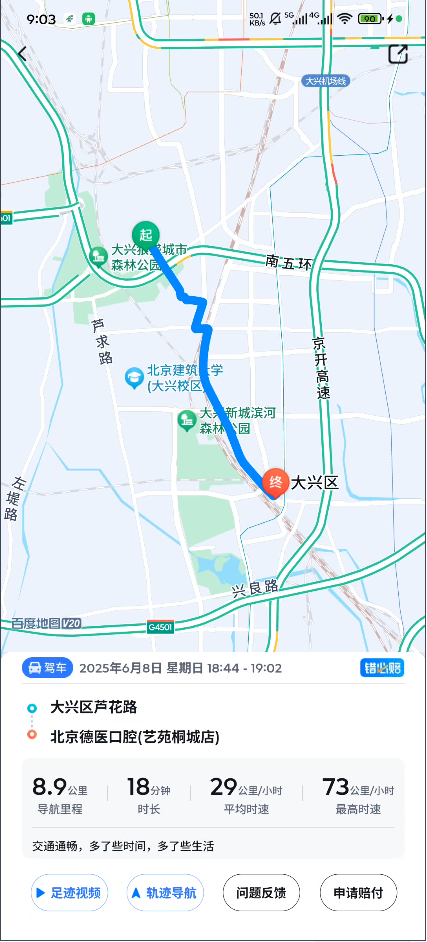 9:03
50.1
KB/s
5G
4G
90
大兴机场线
起
大兴狼垡城市
森林公园
南五环
芦求路
京开高速
北京建筑大学
(大兴校区)
大兴新城滨河
森林公园
终
大兴区
左堤路
兴良路
百度地图 V20
G4501
驾车
2025年6月8日 星期日 18:44 - 19:02
错必赔
大兴区芦花路
北京德医口腔(艺苑桐城店)
8.9公里
导航里程
18分钟
时长
29公里/小时
平均时速
73公里/小时
最高时速
交通通畅，多了些时间，多了些生活
足迹视频
轨迹导航
问题反馈
申请赔付